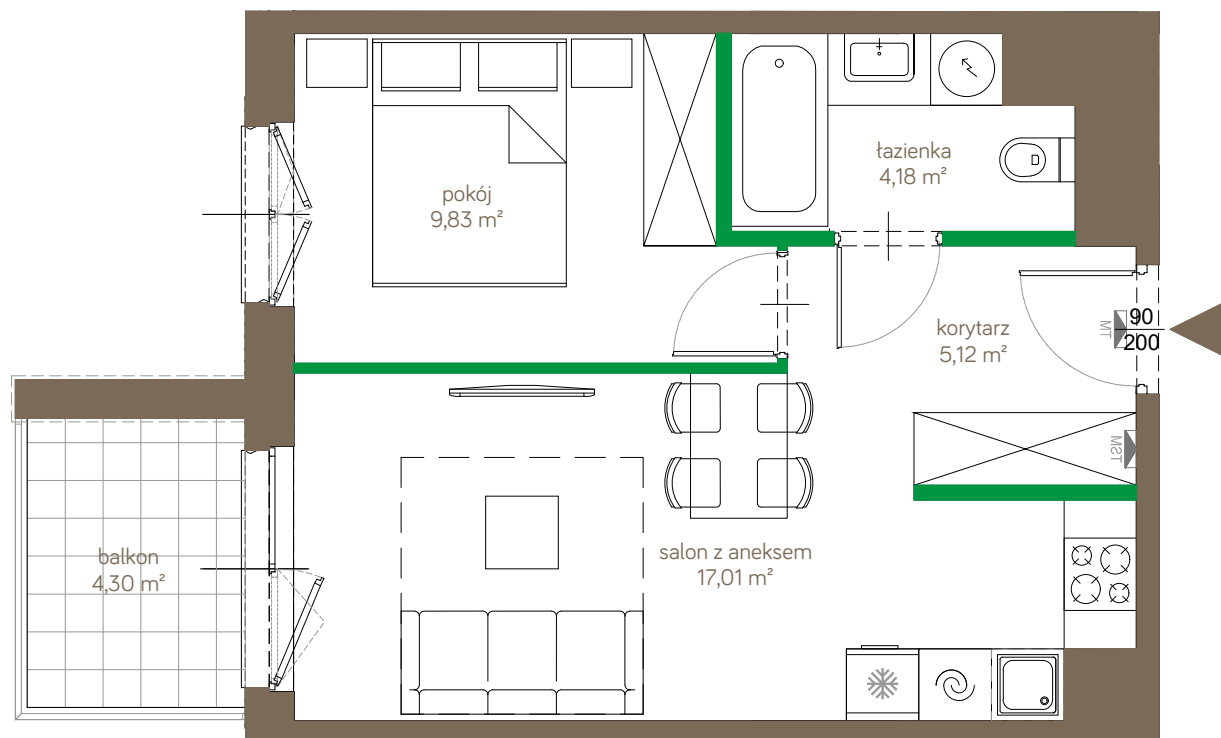 łazienka
4,18 m²
pokój
9,83 m²
korytarz
5,12 m²
MT
90
200
MST
salon z aneksem
17,01 m²
balkon
4,30 m²